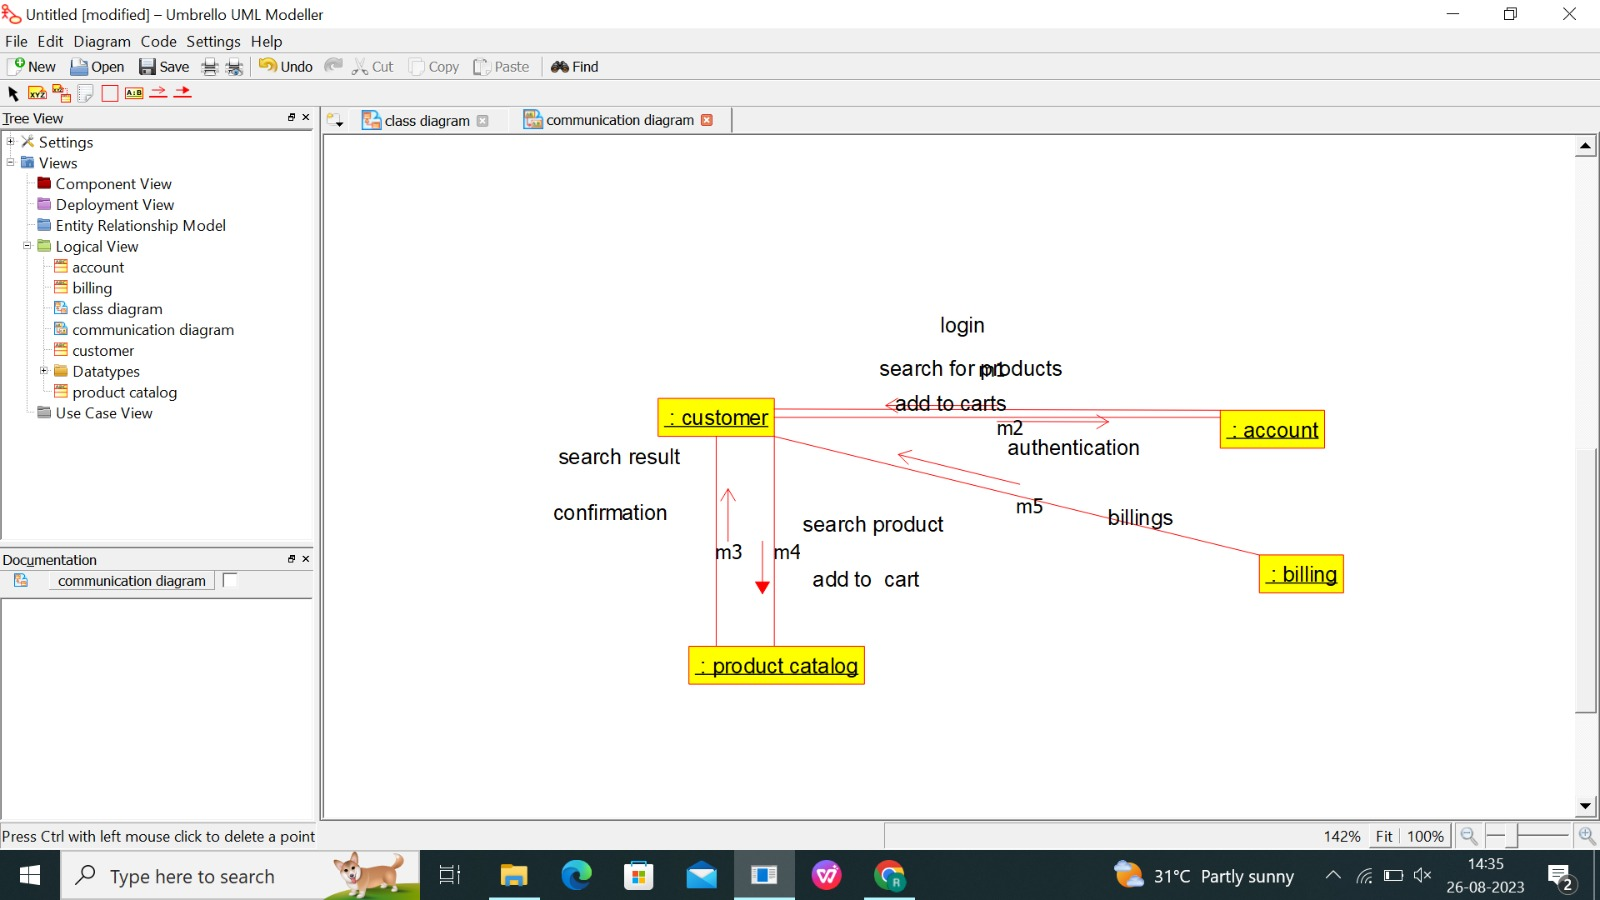 Untitled [modified] – Umbrello UML Modeller
File Edit Diagram Code Settings Help
New Open Save Undo Cut Copy Paste Find
XYZ A:B
Tree View
class diagram communication diagram
Settings
Views
Component View
Deployment View
Entity Relationship Model
Logical View
account
billing
class diagram
communication diagram
customer
Datatypes
product catalog
Use Case View
login
search for products
m1
add to carts
: customer
m2
: account
authentication
search result
m5
billings
confirmation
search product
m3
m4
add to  cart
: billing
: product catalog
Documentation
communication diagram
Press Ctrl with left mouse click to delete a point
142% Fit 100%
Type here to search
R
31°C Partly sunny
14:35
26-08-2023
2